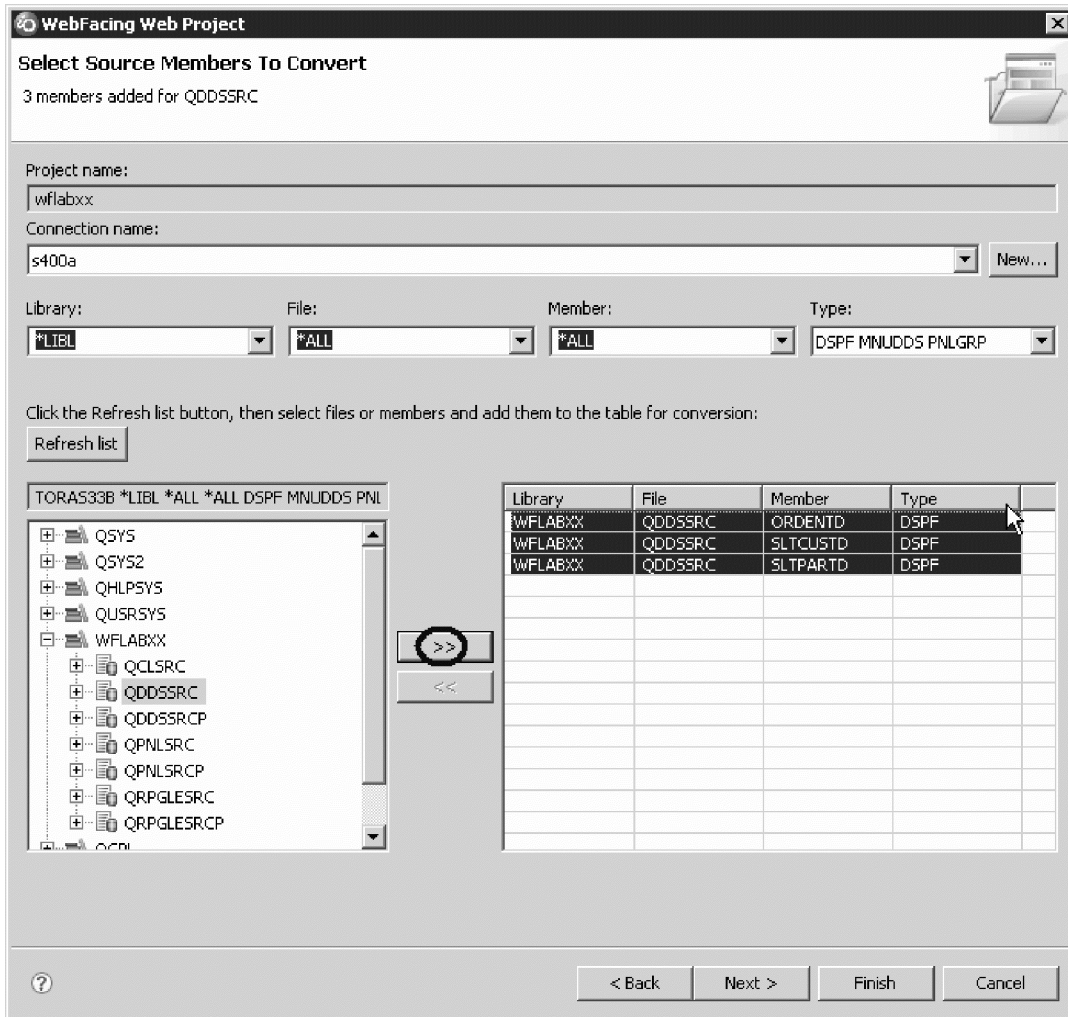 WebFacing Web Project
Select Source Members To Convert
3 members added for QDDSSRC
Project name:
wflabxx
Connection name:
s400a
New...
Library: File: Member: Type:
*LIBL *ALL *ALL DSPF MNUDDS PNLGRP
Click the Refresh list button, then select files or members and add them to the table for conversion:
Refresh list
TORAS33B *LIBL *ALL *ALL DSPF MNUDDS PNL
QSYS
QSYS2
QHLPSYS
QUSRSYS
WFLABXX
QCLSRC
QDDSSRC
QDDSSRCP
QPNLSRC
QPNLSRCP
QRPGLESRC
QRPGLESRCP
>>
<<
Library File Member Type
WFLABXX QDDSSRC ORDENTD DSPF
WFLABXX QDDSSRC SLTCUSTD DSPF
WFLABXX QDDSSRC SLTPARTD DSPF
?
< Back Next > Finish Cancel